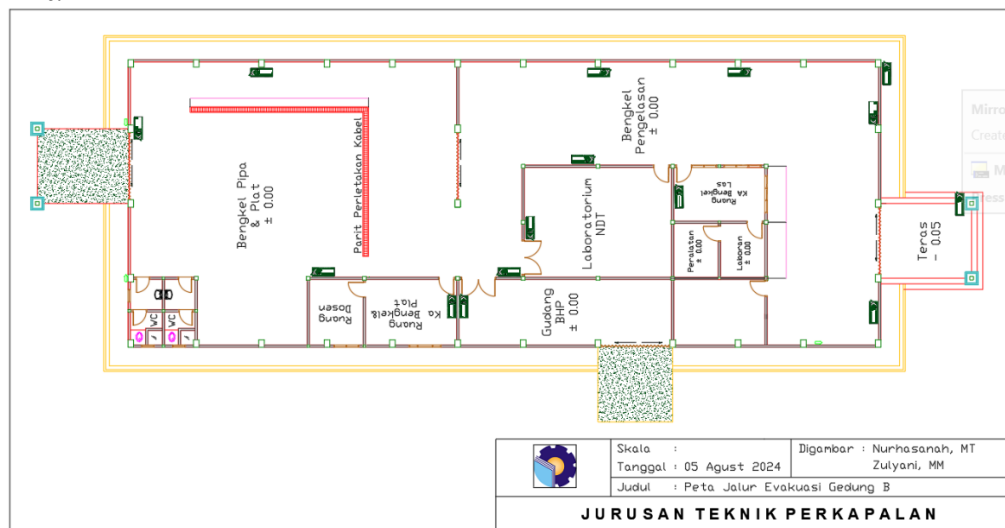 Bengkel Pipa
& Plat
± 0.00
Parit Perletakan Kabel
Bengkel
Pengelasan
± 0.00
Laboratorium
NDT
Ruang
KA Bengkel
Las
Peralatan
± 0.00
Laboran
± 0.00
Teras
- 0.05
WC
WC
Ruang
Dosen
Ruang
Ka Bengkel&
Plat
Gudang
BHP
± 0.00
Mirro
Create
M
Press
Skala :
Tanggal : 05 Agust 2024
Digambar : Nurhasanah, MT
Zulyani, MM
Judul : Peta Jalur Evakuasi Gedung B
JURUSAN TEKNIK PERKAPALAN